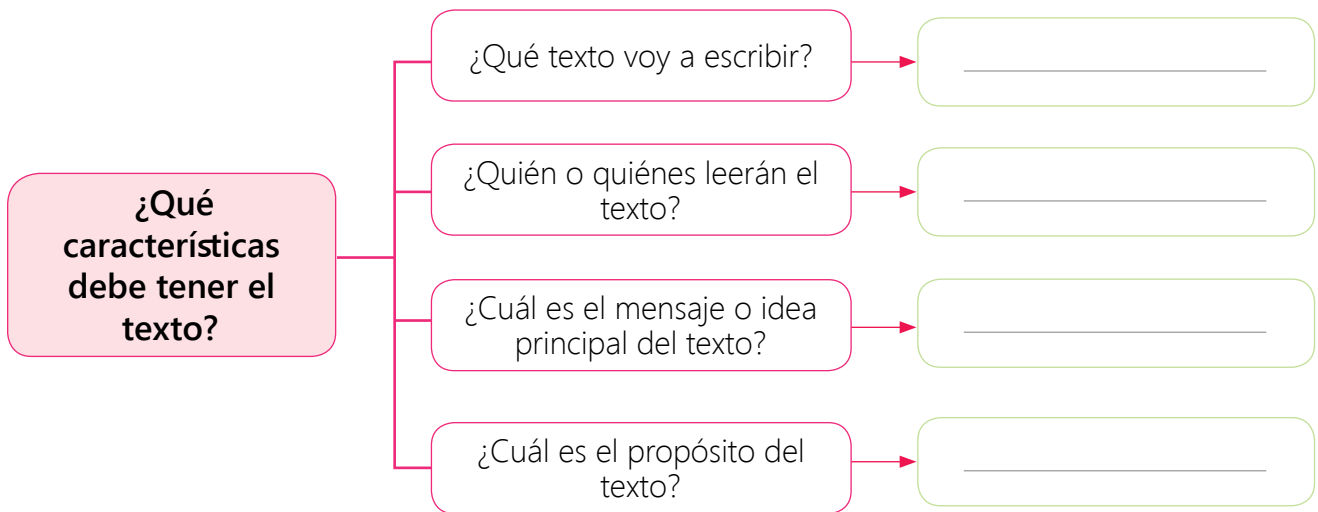 ¿Qué
características
debe tener el
texto?
¿Qué texto voy a escribir?
¿Quién o quiénes leerán el
texto?
¿Cuál es el mensaje o idea
principal del texto?
¿Cuál es el propósito del
texto?